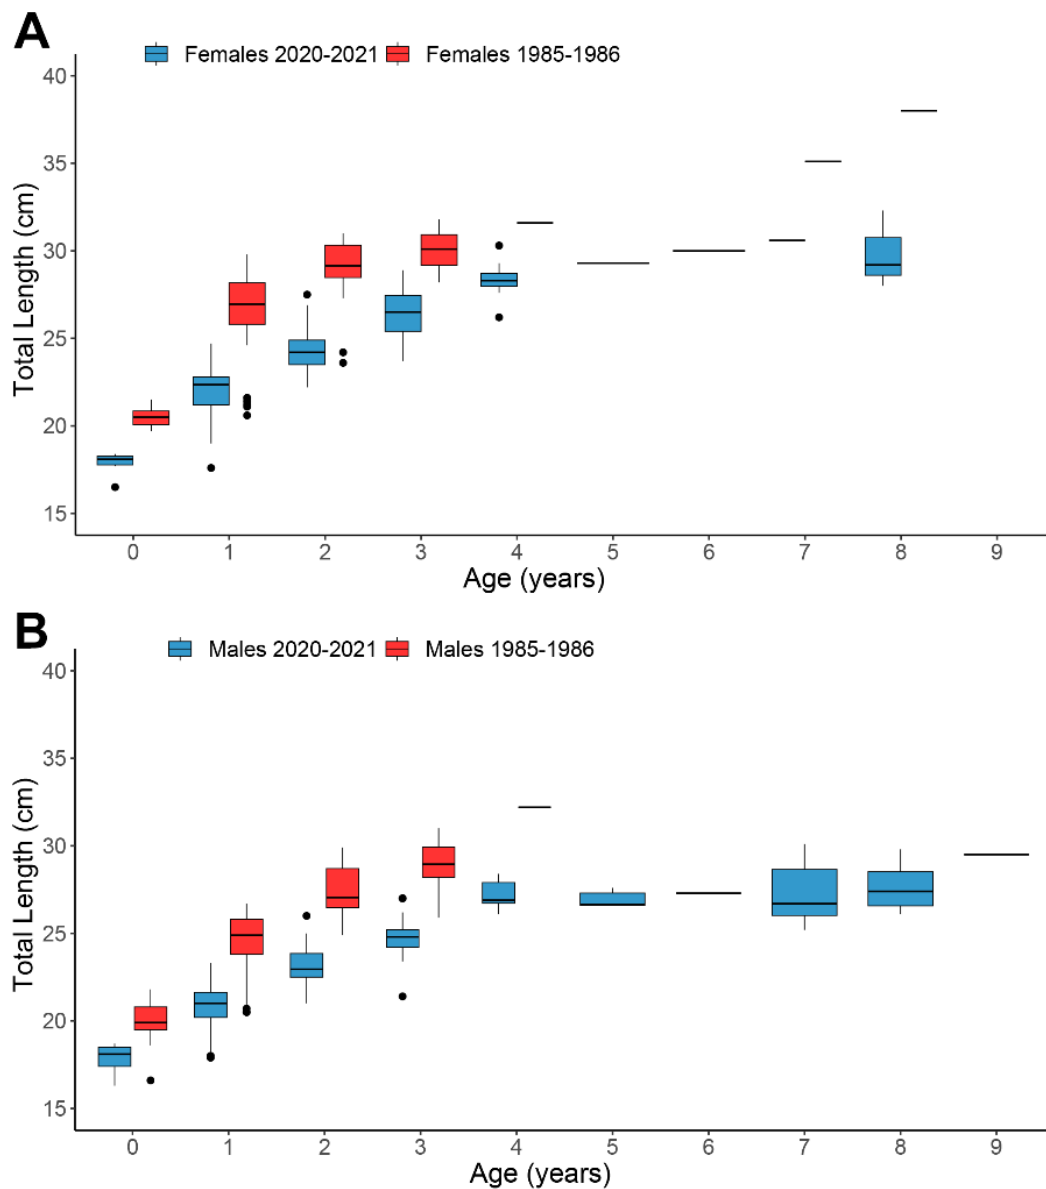 A
Females 2020-2021 Females 1985-1986
40
35
30
25
20
15
Total Length (cm)
0 1 2 3 4 5 6 7 8 9
Age (years)
B
Males 2020-2021 Males 1985-1986
40
35
30
25
20
15
Total Length (cm)
0 1 2 3 4 5 6 7 8 9
Age (years)